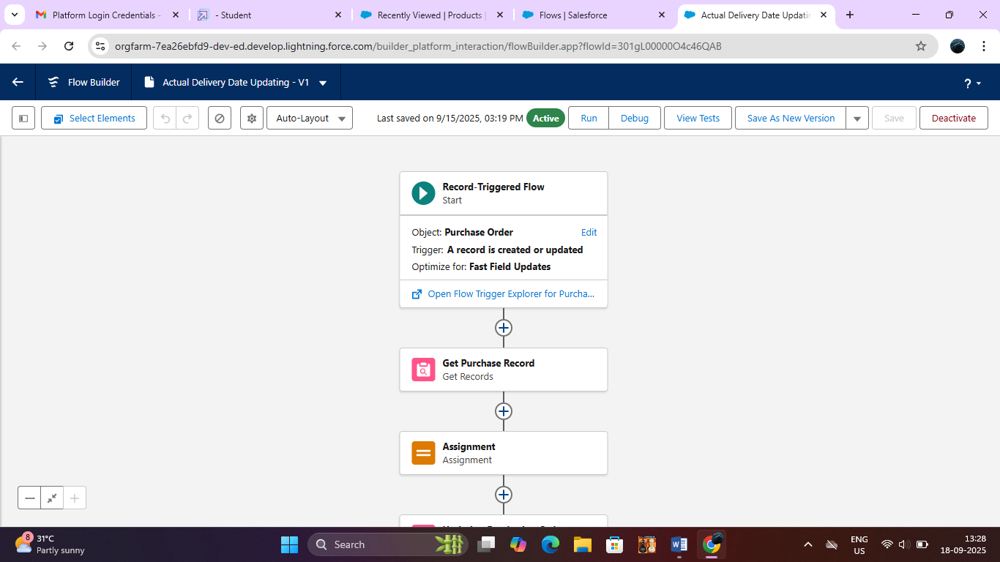 Platform Login Credentials -
- Student
Recently Viewed | Products |
Flows | Salesforce
Actual Delivery Date Updatin
orgfarm-7ea26ebfd9-dev-ed.develop.lightning.force.com/builder_platform_interaction/flowBuilder.app?flowId=301gL00000O4c46QAB
Flow Builder
Actual Delivery Date Updating - V1
?
Select Elements
Auto-Layout
Last saved on 9/15/2025, 03:19 PM
Active
Run
Debug
View Tests
Save As New Version
Save
Deactivate
Record-Triggered Flow
Start
Object: Purchase Order
Edit
Trigger: A record is created or updated
Optimize for: Fast Field Updates
Open Flow Trigger Explorer for Purcha...
Get Purchase Record
Get Records
Assignment
Assignment
8
31°C
Partly sunny
Search
ENG
US
13:28
18-09-2025